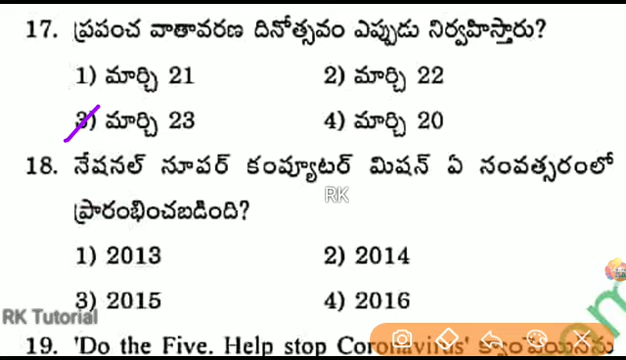 17. ప్రపంచ వాతావరణ దినోత్సవం ఎప్పుడు నిర్వహిస్తారు?
1) మార్చి 21 2) మార్చి 22
3) మార్చి 23 4) మార్చి 20
18. నేషనల్ సూపర్ కంప్యూటర్ మిషన్ ఏ సంవత్సరంలో
RK
ప్రారంభించబడింది?
1) 2013 2) 2014
3) 2015 4) 2016
RK Tutorial
19. 'Do the Five. Help stop Coronavirus' క్యాంపెయిన్‌ను